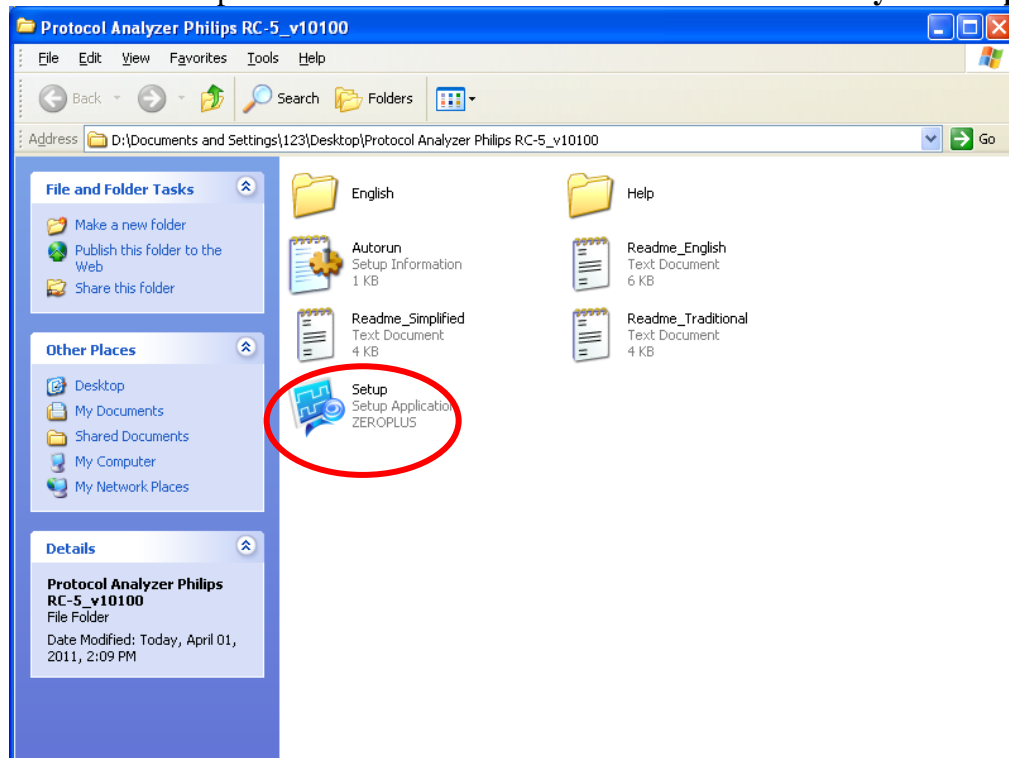 Protocol Analyzer Philips RC-5_v10100
File Edit View Favorites Tools Help
Back Search Folders
Address D:\Documents and Settings\123\Desktop\Protocol Analyzer Philips RC-5_v10100 Go
File and Folder Tasks
Make a new folder
Publish this folder to the
Web
Share this folder
Other Places
Desktop
My Documents
Shared Documents
My Computer
My Network Places
Details
Protocol Analyzer Philips
RC-5_v10100
File Folder
Date Modified: Today, April 01,
2011, 2:09 PM
English
Help
Autorun
Setup Information
1 KB
Readme_English
Text Document
6 KB
Readme_Simplified
Text Document
4 KB
Readme_Traditional
Text Document
4 KB
Setup
Setup Application
ZEROPLUS